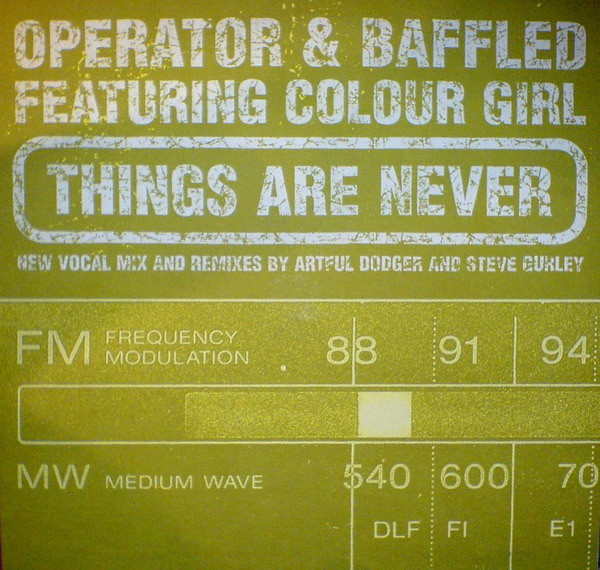 OPERATOR & BAFFLED
FEATURING COLOUR GIRL
THINGS ARE NEVER
NEW VOCAL MIX AND REMIXES BY ARTFUL DODGER AND STEVE GURLEY
FM FREQUENCY MODULATION 88 91 94
MW MEDIUM WAVE 540 600 70
DLF FI E1